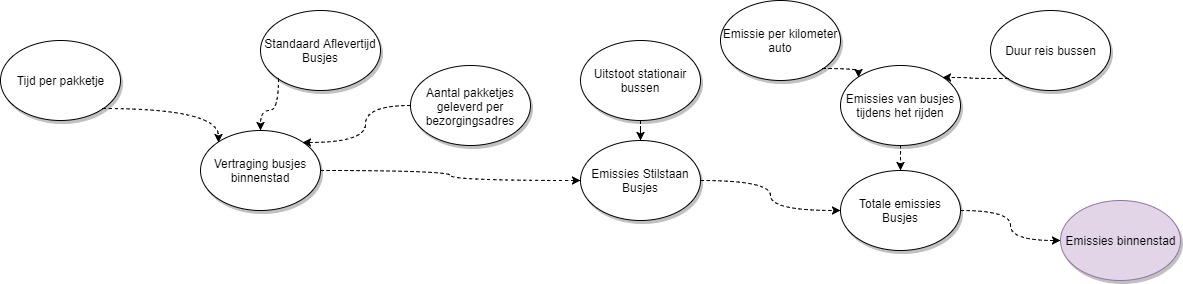 Tijd per pakketje
Standaard Aflevertijd
Busjes
Aantal pakketjes
geleverd per
bezorgingsadres
Vertraging busjes
binnenstad
Uitstoot stationair
bussen
Emissies Stilstaan
Busjes
Emissie per kilometer
auto
Duur reis bussen
Emissies van busjes
tijdens het rijden
Totale emissies
Busjes
Emissies binnenstad